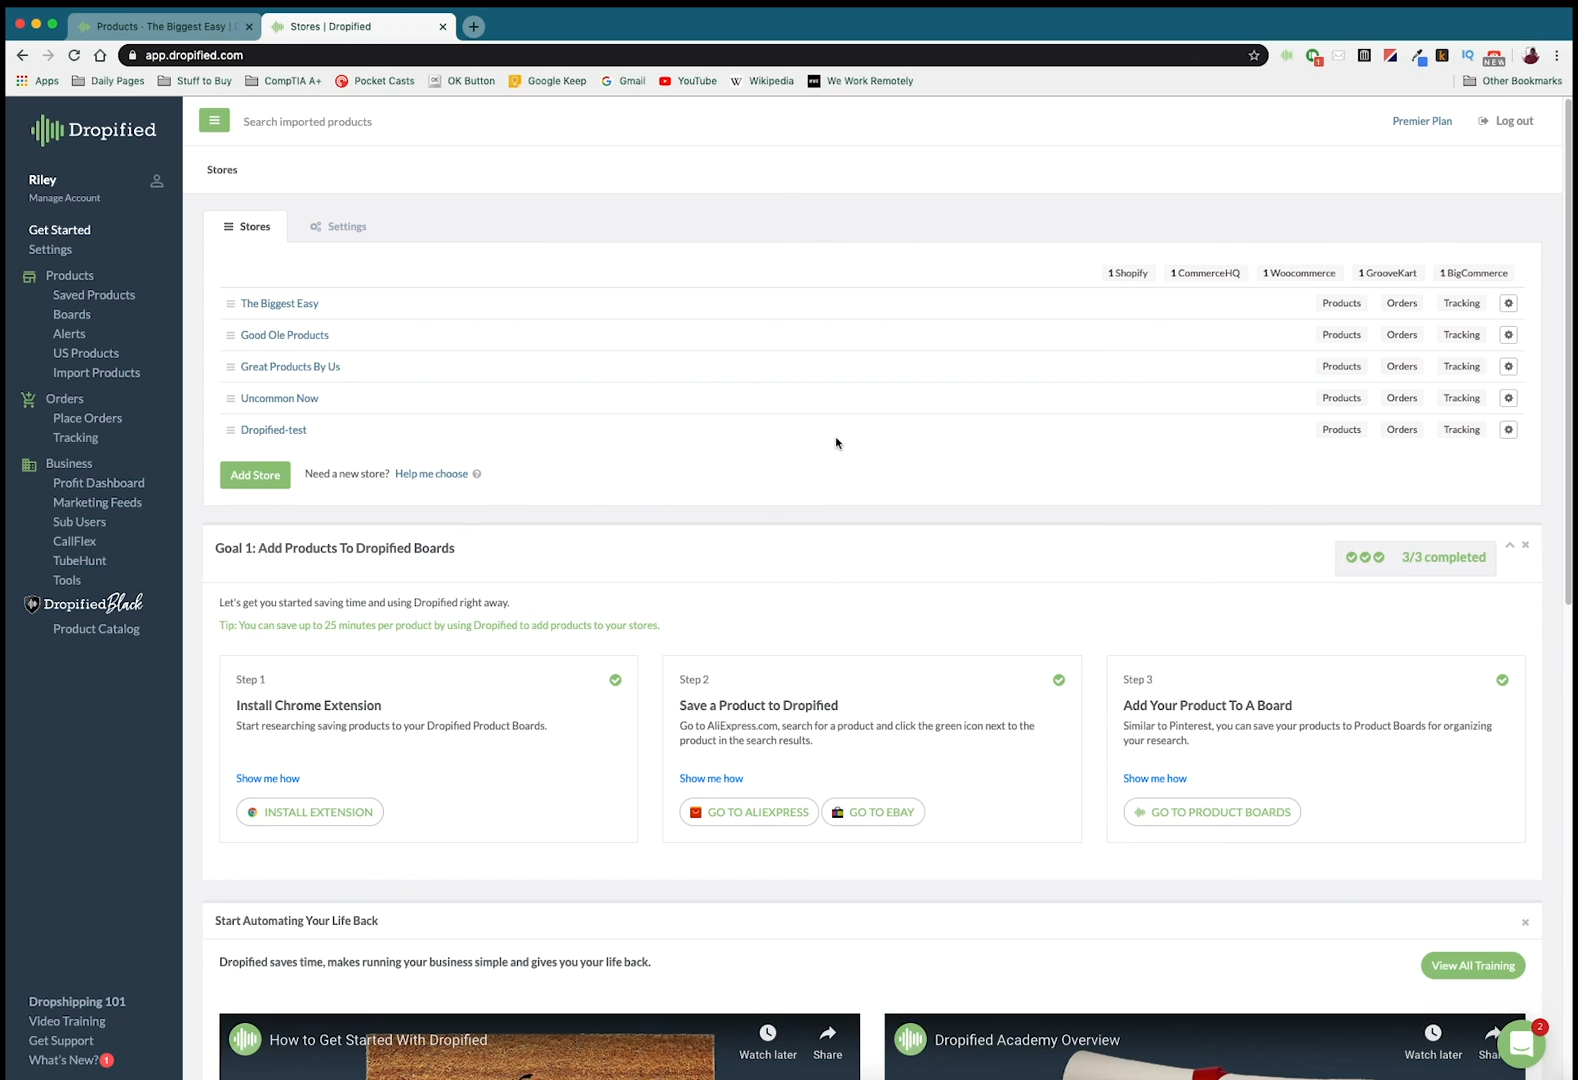 Products - The Biggest Easy |
Stores | Dropified
app.dropified.com
NEW
Apps
Daily Pages
Stuff to Buy
CompTIA A+
Pocket Casts
OK Button
Google Keep
Gmail
YouTube
Wikipedia
We Work Remotely
Other Bookmarks
Dropified
Search imported products
Premier Plan
Log out
Riley
Manage Account
Stores
Get Started
Settings
Products
Saved Products
Boards
Alerts
US Products
Import Products
Orders
Place Orders
Tracking
Business
Profit Dashboard
Marketing Feeds
Sub Users
CallFlex
TubeHunt
Tools
Dropified Black
Product Catalog
Dropshipping 101
Video Training
Get Support
What's New? 1
Stores
Settings
1 Shopify
1 CommerceHQ
1 Woocommerce
1 GrooveKart
1 BigCommerce
The Biggest Easy Products Orders Tracking
Good Ole Products Products Orders Tracking
Great Products By Us Products Orders Tracking
Uncommon Now Products Orders Tracking
Dropified-test Products Orders Tracking
Add Store
Need a new store? Help me choose
Goal 1: Add Products To Dropified Boards
3/3 completed
Let's get you started saving time and using Dropified right away.
Tip: You can save up to 25 minutes per product by using Dropified to add products to your stores.
Step 1
Install Chrome Extension
Start researching saving products to your Dropified Product Boards.
Show me how
INSTALL EXTENSION
Step 2
Save a Product to Dropified
Go to AliExpress.com, search for a product and click the green icon next to the
product in the search results.
Show me how
GO TO ALIEXPRESS
GO TO EBAY
Step 3
Add Your Product To A Board
Similar to Pinterest, you can save your products to Product Boards for organizing
your research.
Show me how
GO TO PRODUCT BOARDS
Start Automating Your Life Back
Dropified saves time, makes running your business simple and gives you your life back.
View All Training
How to Get Started With Dropified
Watch later
Share
Dropified Academy Overview
Watch later
2